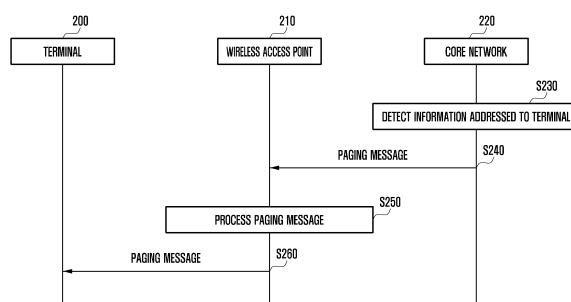 200 210 220
TERMINAL WIRELESS ACCESS POINT CORE NETWORK
S230
DETECT INFORMATION ADDRESSED TO TERMINAL
PAGING MESSAGE S240
S250
PROCESS PAGING MESSAGE
PAGING MESSAGE S260